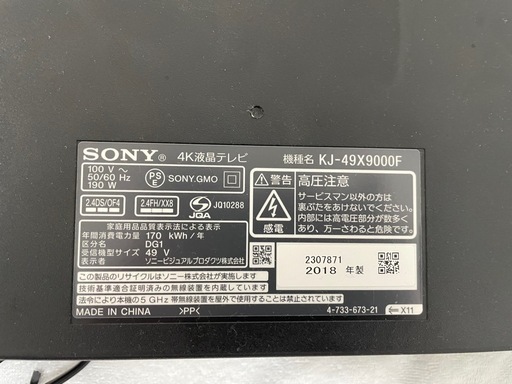 SONY® 4K液晶テレビ 機種名 KJ-49X9000F
100 V～
50/60 Hz
190 W
PS
E
SONY.GMO
2.4DS/OF4 2.4FH/XX8 JQA JQ10288
家庭用品品質表示法による表示
年間消費電力量 170 kWh/年
区分名 DG1
受信機型サイズ 49 V
表示者 ソニービジュアルプロダクツ株式会社
警告 高圧注意
感電
サービスマン以外の方は
裏ぶたをあけないでください。
内部には高電圧部分が数多く
あり、万一さわると危険です。
2307871
2018 年製
この製品のリサイクルはソニー株式会社が実施します
技術基準適合証明済みの無線装置を内蔵しています
法令により本機の5GHz帯無線装置を屋外で使用することはできません
MADE IN CHINA >PP< 4-733-673-21 X11